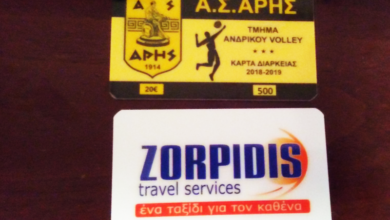 Α.Σ.ΑΡΗΣ
Α Σ
ΑΡΗΣ
1914
ΤΜΗΜΑ
ΑΝΔΡΙΚΟΥ VOLLEY
* * *
ΚΑΡΤΑ ΔΙΑΡΚΕΙΑΣ
2018-2019
20€
500
ZORPIDIS
travel services
ένα ταξίδι για τον καθένα